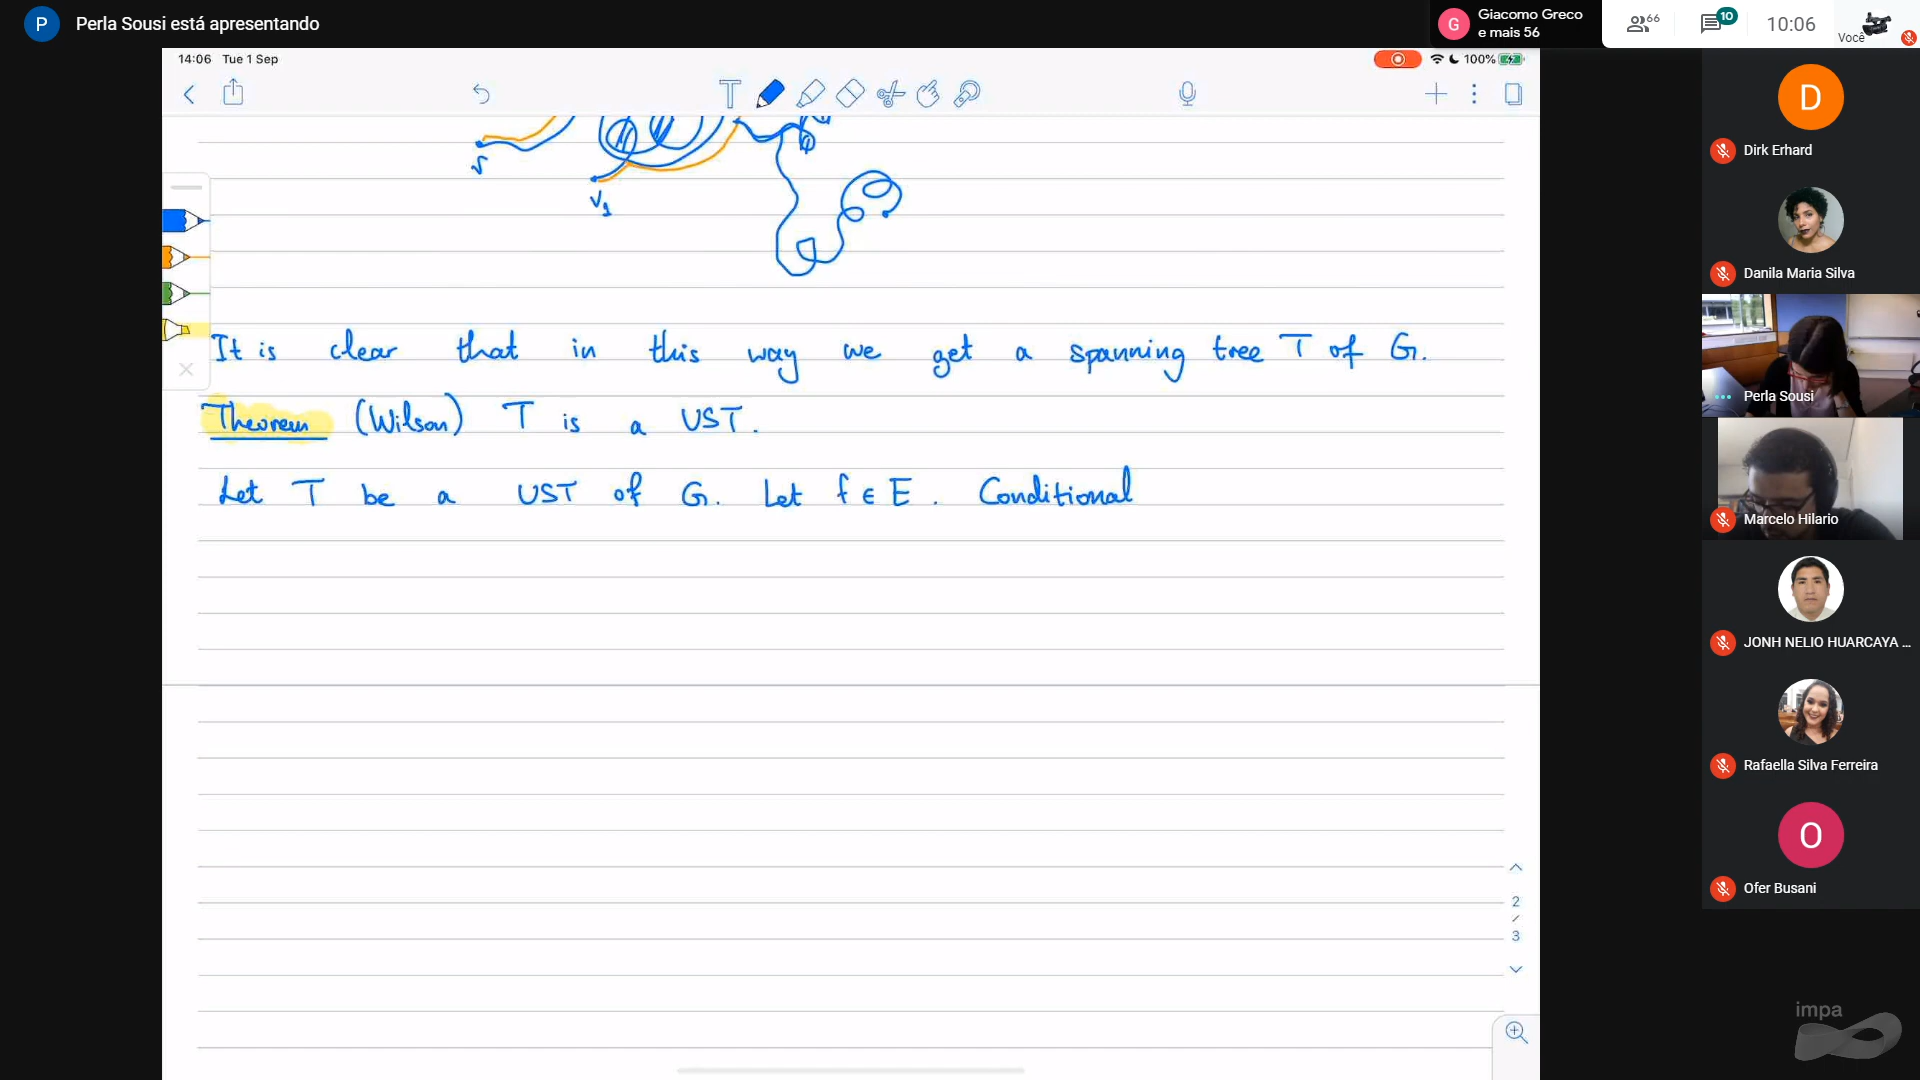 P Perla Sousi está apresentando
G Giacomo Greco e mais 56
66
10
10:06
Você
14:06 Tue 1 Sep
100%
v₁
It is clear that in this way we get a spanning tree T of G.
Theorem (Wilson) T is a UST.
Let T be a UST of G. Let f ∈ E. Conditional
2
/
3
D
Dirk Erhard
Danila Maria Silva
Perla Sousi
Marcelo Hilario
JONH NELIO HUARCAYA ...
Rafaella Silva Ferreira
O
Ofer Busani
impa